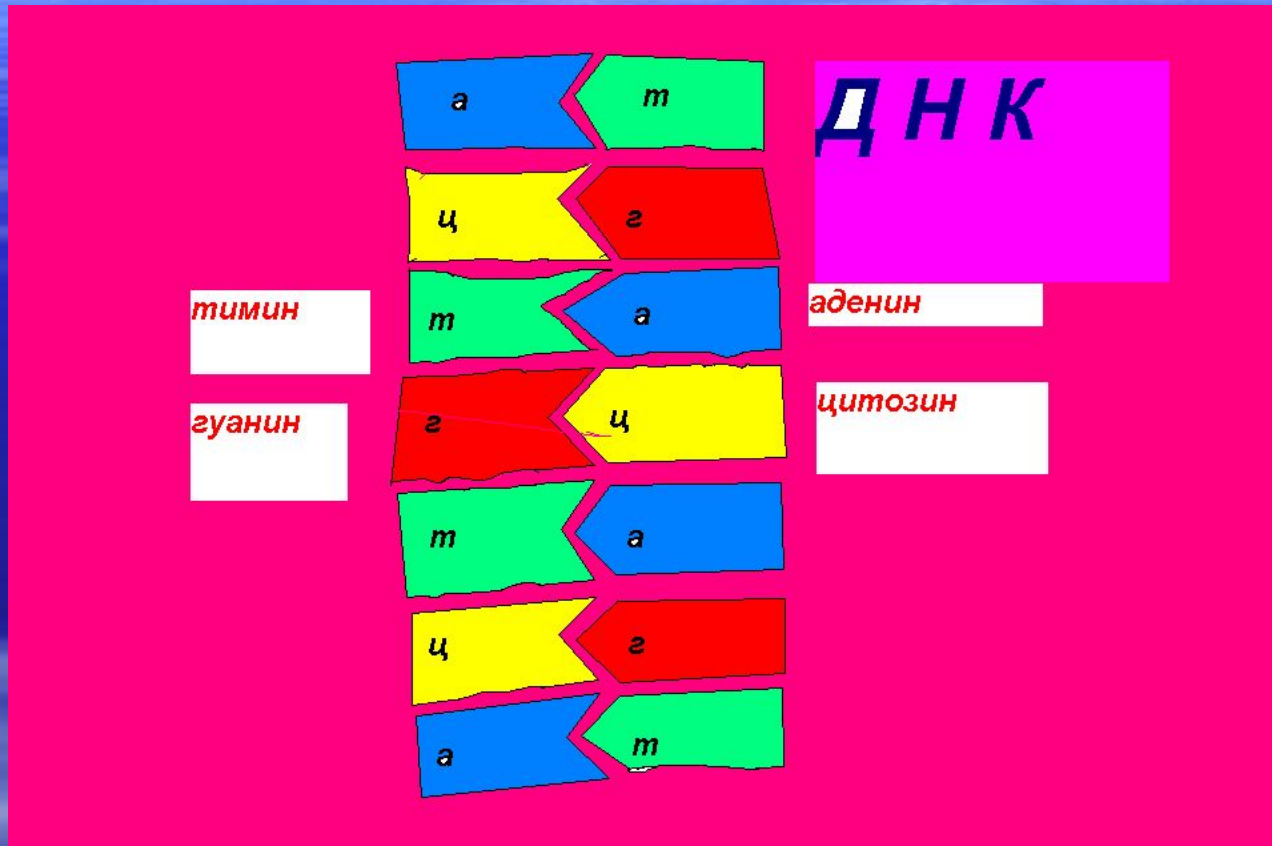 а т
Д Н К
ц г
тимин
т а
аденин
гуанин
г ц
цитозин
т а
ц г
а т